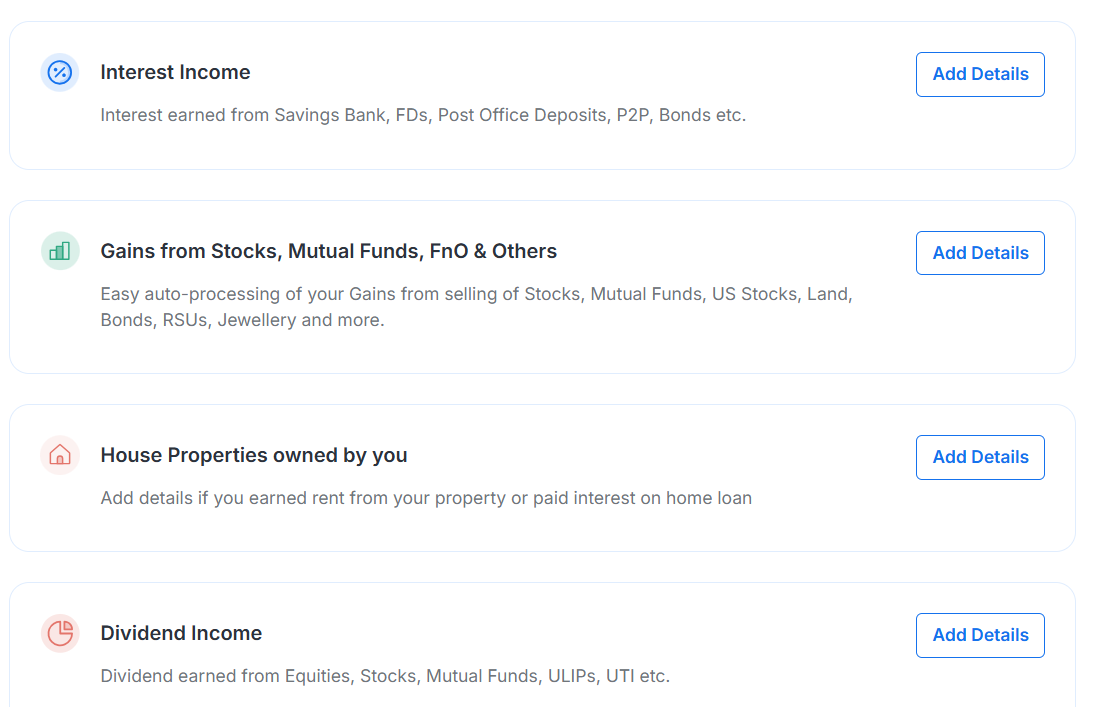 Interest Income
Add Details
Interest earned from Savings Bank, FDs, Post Office Deposits, P2P, Bonds etc.
Gains from Stocks, Mutual Funds, FnO & Others
Add Details
Easy auto-processing of your Gains from selling of Stocks, Mutual Funds, US Stocks, Land,
Bonds, RSUs, Jewellery and more.
House Properties owned by you
Add Details
Add details if you earned rent from your property or paid interest on home loan
Dividend Income
Add Details
Dividend earned from Equities, Stocks, Mutual Funds, ULIPs, UTI etc.